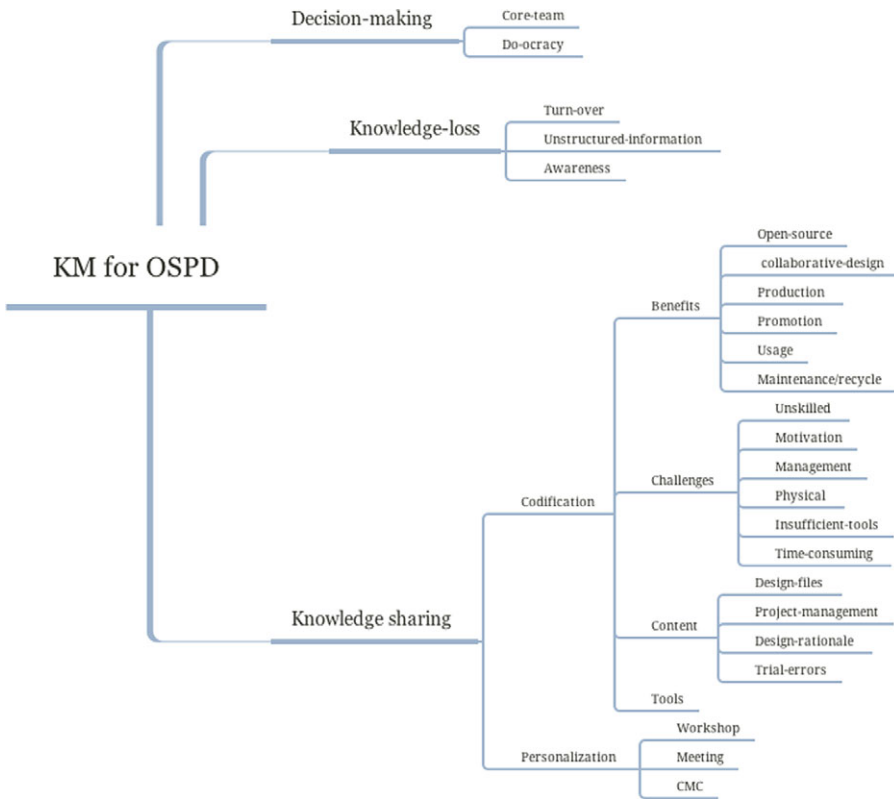 Decision-making
Core-team
Do-ocracy
Knowledge-loss
Turn-over
Unstructured-information
Awareness
KM for OSPD
Knowledge sharing
Codification
Benefits
Open-source
collaborative-design
Production
Promotion
Usage
Maintenance/recycle
Challenges
Unskilled
Motivation
Management
Physical
Insufficient-tools
Time-consuming
Content
Design-files
Project-management
Design-rationale
Trial-errors
Tools
Personalization
Workshop
Meeting
CMC